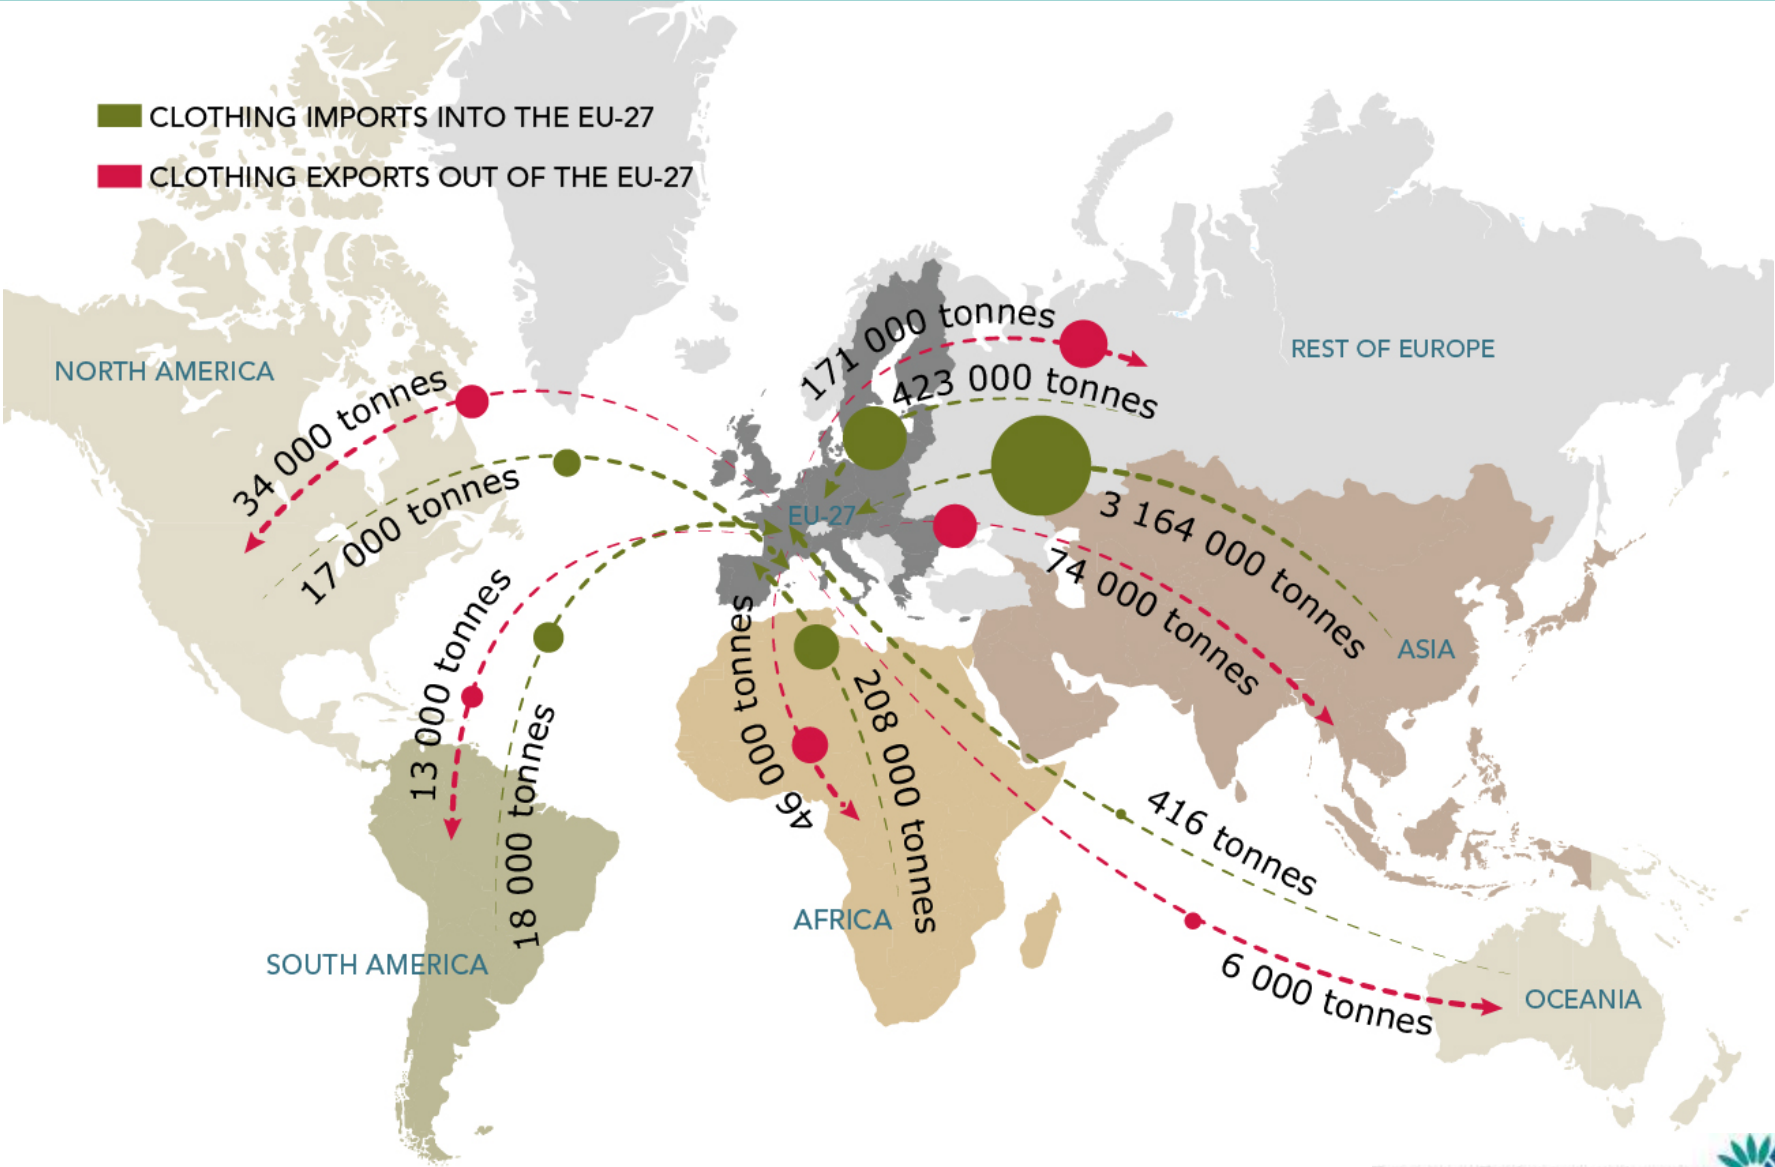 CLOTHING IMPORTS INTO THE EU-27
CLOTHING EXPORTS OUT OF THE EU-27
171 000 tonnes
REST OF EUROPE
NORTH AMERICA
423 000 tonnes
34 000 tonnes
17 000 tonnes
EU-27
3 164 000 tonnes
74 000 tonnes
ASIA
13 000 tonnes
46 000 tonnes
208 000 tonnes
18 000 tonnes
416 tonnes
AFRICA
SOUTH AMERICA
6 000 tonnes
OCEANIA